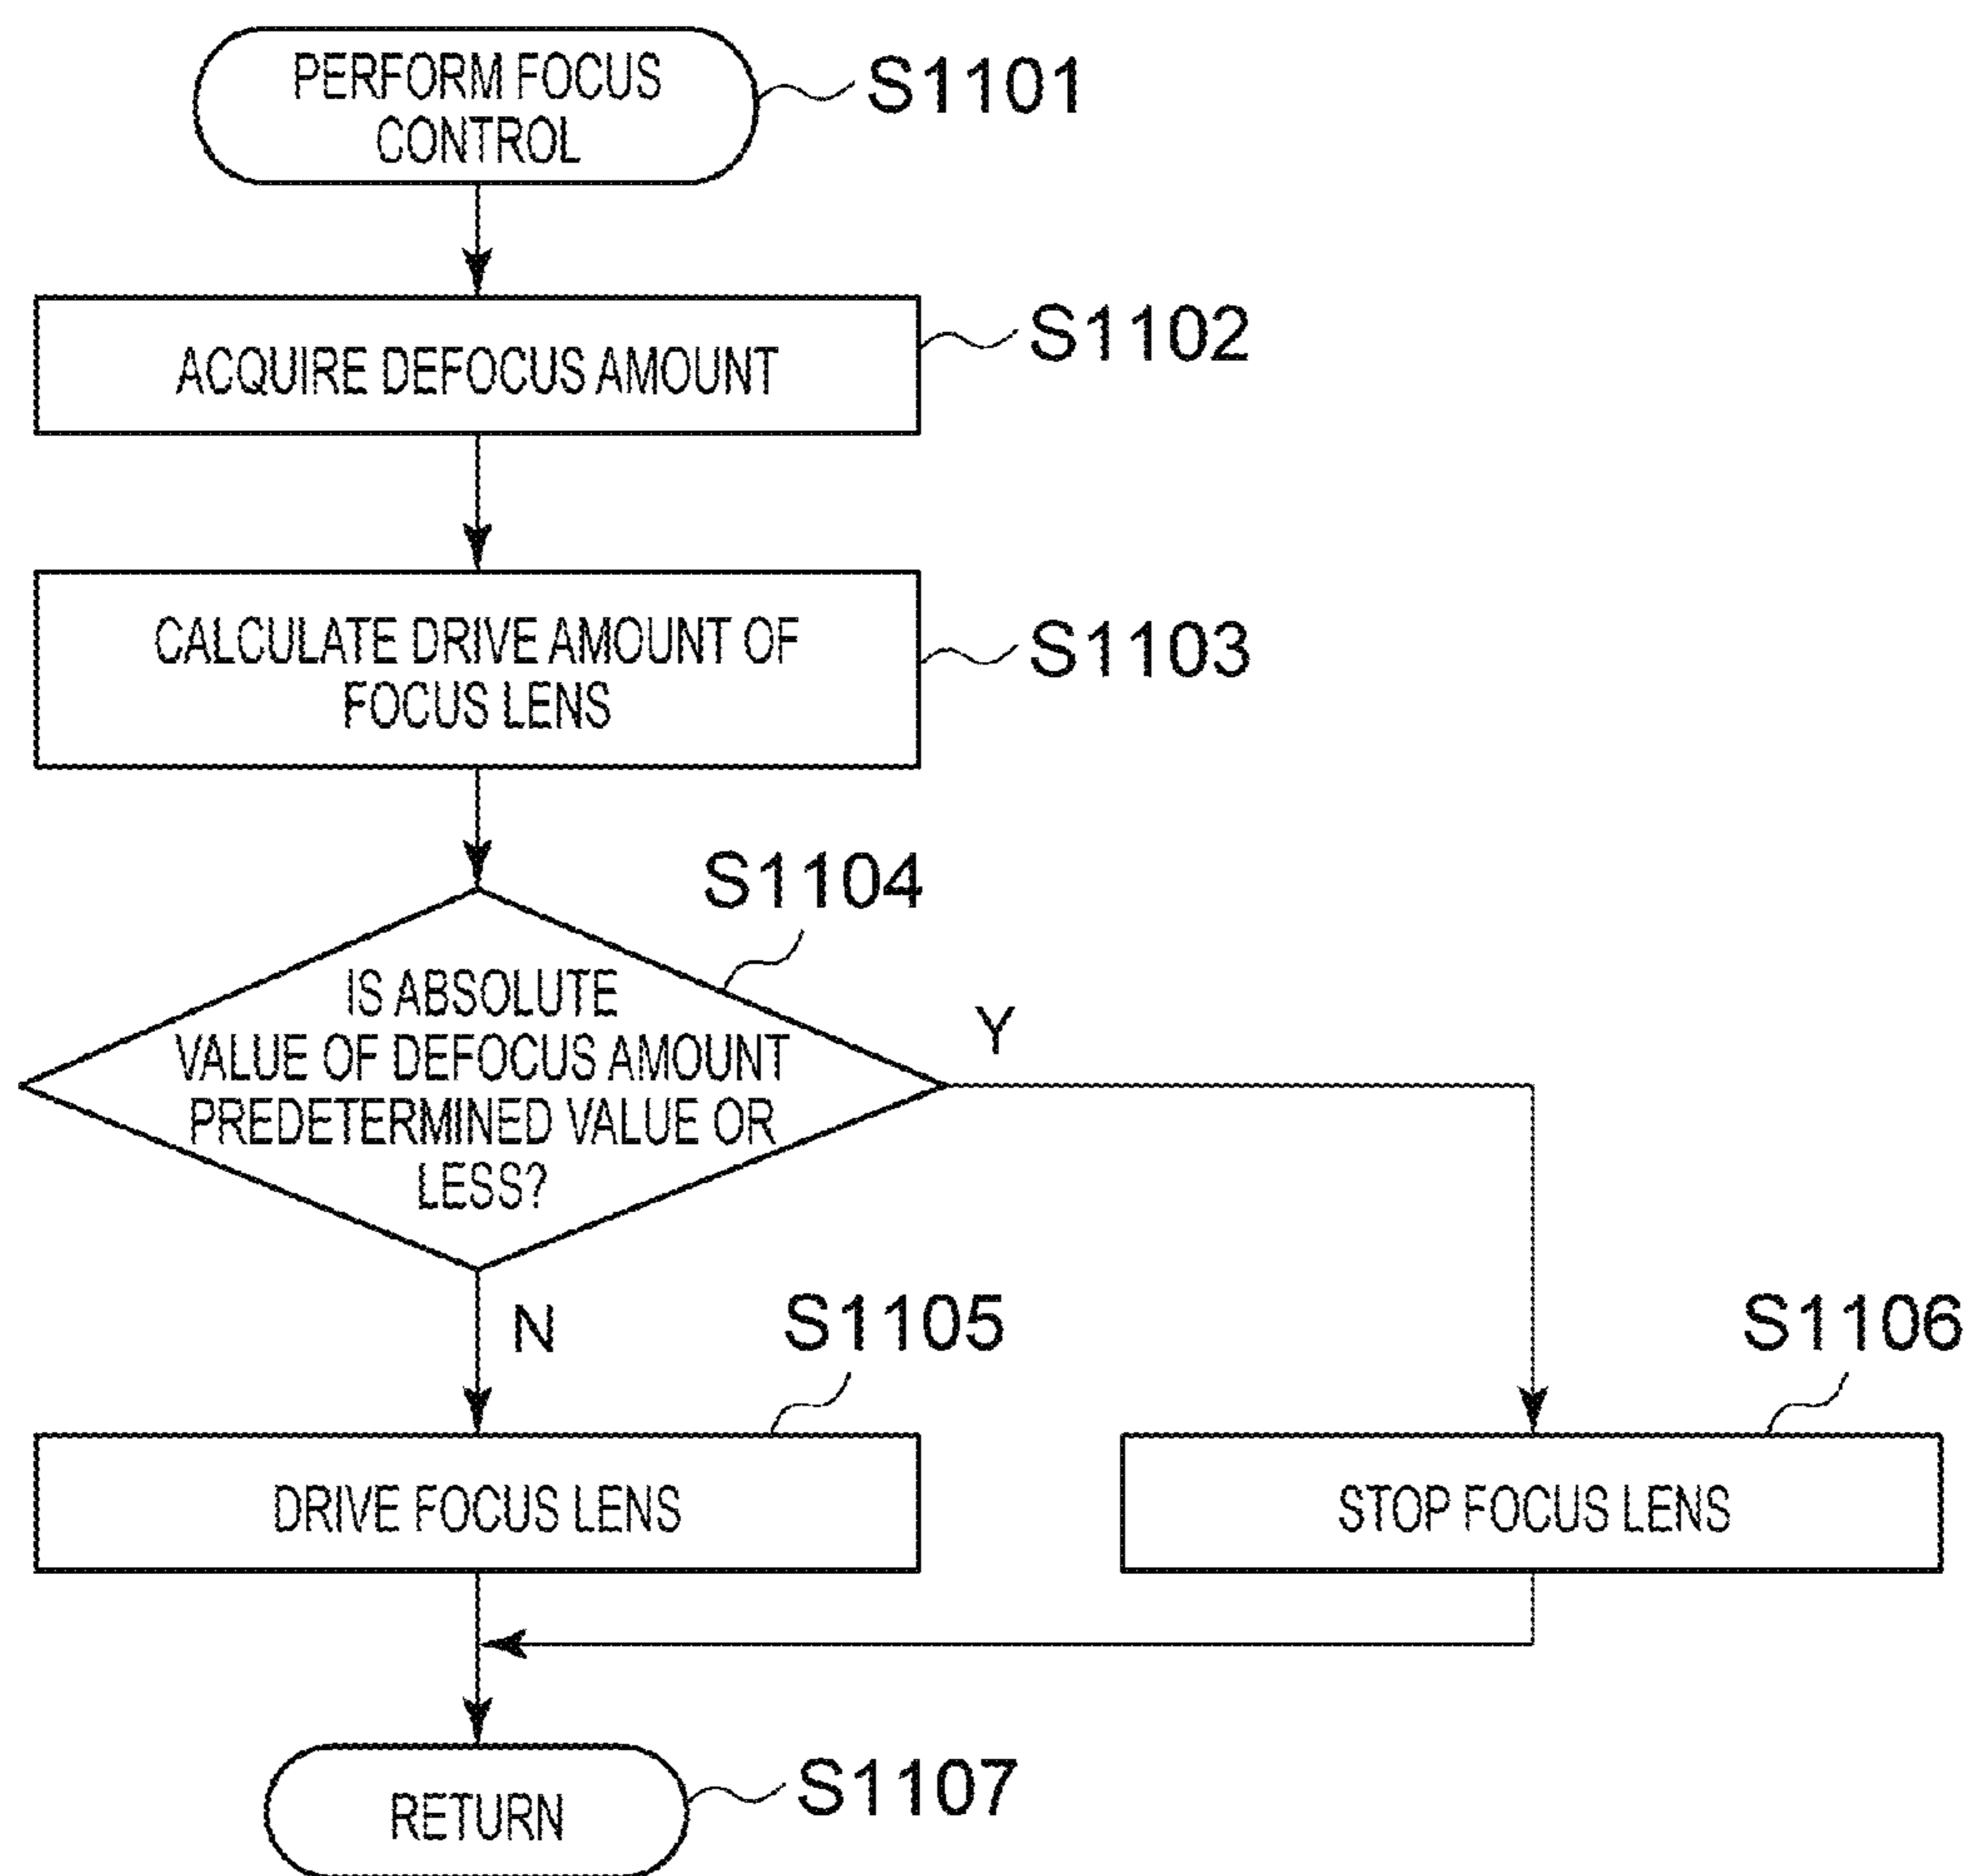 PERFORM FOCUS
CONTROL
S1101
ACQUIRE DEFOCUS AMOUNT
S1102
CALCULATE DRIVE AMOUNT OF
FOCUS LENS
S1103
S1104
IS ABSOLUTE
VALUE OF DEFOCUS AMOUNT
PREDETERMINED VALUE OR
LESS?
Y
N
S1105
DRIVE FOCUS LENS
S1106
STOP FOCUS LENS
RETURN
S1107